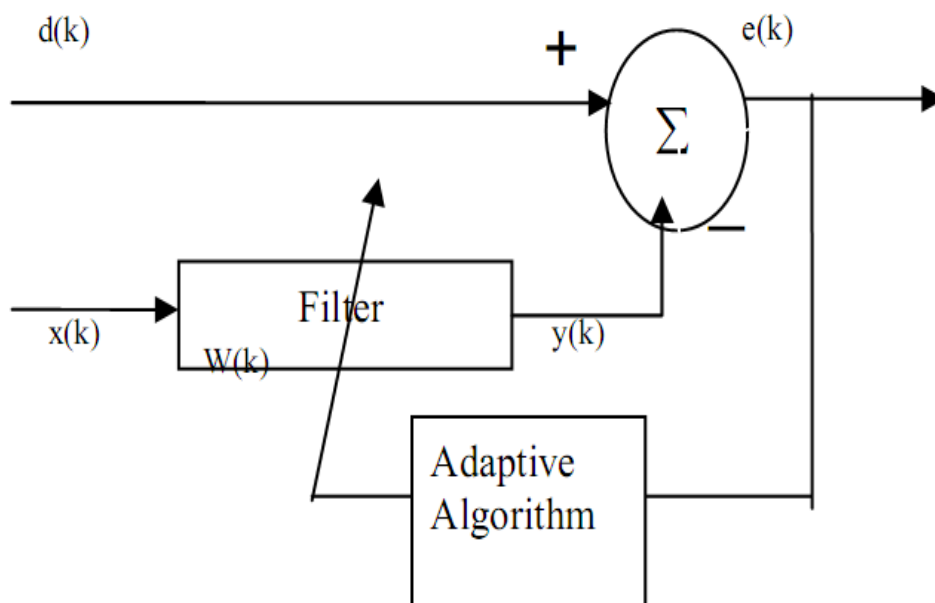 d(k)
+
e(k)
Σ
−
Filter
x(k)
W(k)
y(k)
Adaptive
Algorithm